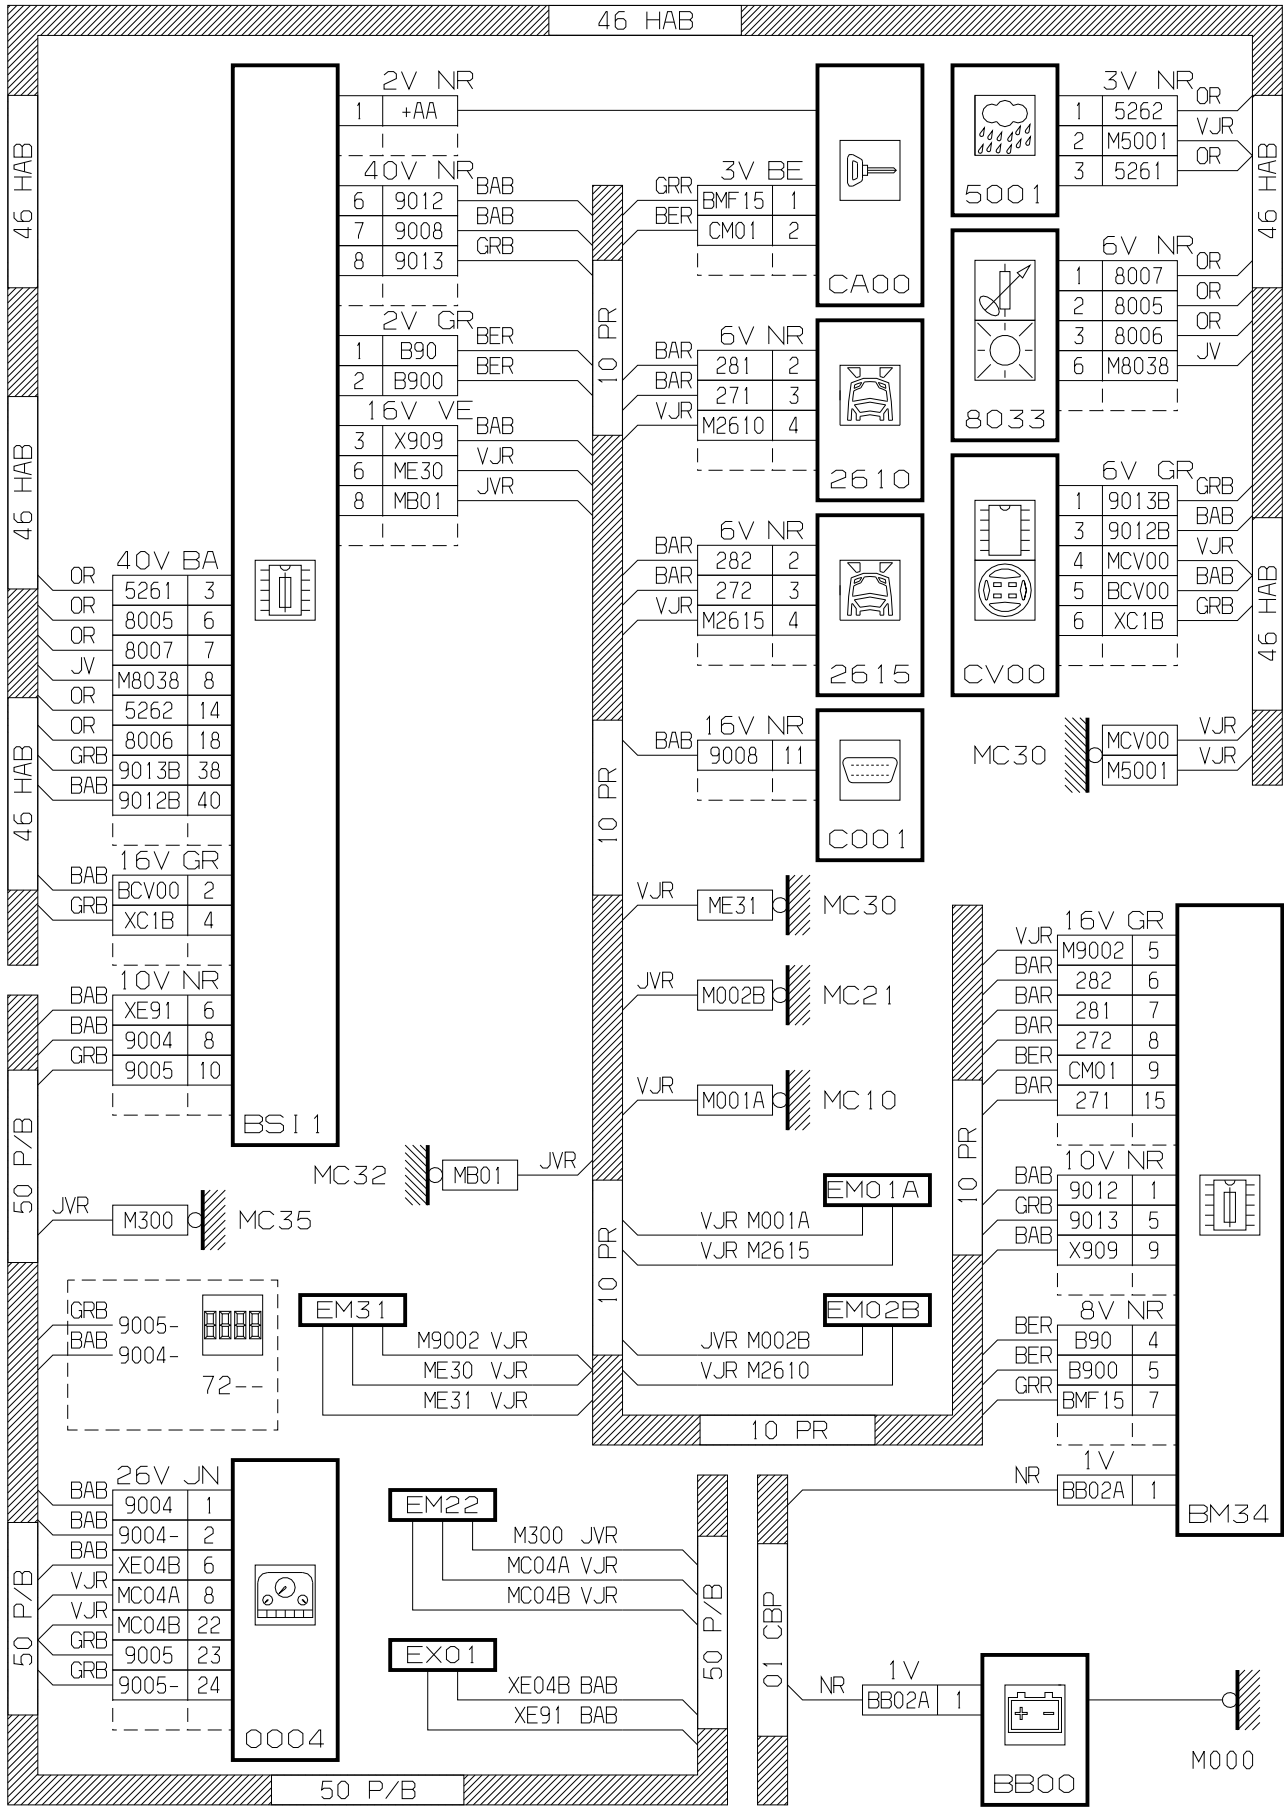 46 HAB
46 HAB
46 HAB
46 HAB
46 HAB
46 HAB
2V NR
1 +AA
40V NR
6 9012 BAB
7 9008 BAB
8 9013 GRB
2V GR
1 B90 BER
2 B900 BER
16V VE
3 X909 BAB
6 ME30 VJR
8 MB01 JVR
40V BA
OR 5261 3
OR 8005 6
OR 8007 7
JV M8038 8
OR 5262 14
OR 8006 18
GRB 9013B 38
BAB 9012B 40
16V GR
BAB BCV00 2
GRB XC1B 4
10V NR
BAB XE91 6
BAB 9004 8
GRB 9005 10
BSI1
10 PR
10 PR
10 PR
3V BE
GRR BMF15 1
BER CM01 2
CA00
6V NR
BAR 281 2
BAR 271 3
VJR M2610 4
2610
6V NR
BAR 282 2
BAR 272 3
VJR M2615 4
2615
16V NR
BAB 9008 11
C001
3V NR
1 5262 OR
2 M5001 VJR
3 5261 OR
5001
6V NR
1 8007 OR
2 8005 OR
3 8006 OR
6 M8038 JV
8033
6V GR
1 9013B GRB
3 9012B BAB
4 MCV00 VJR
5 BCV00 BAB
6 XC1B GRB
CV00
MC30
MCV00 VJR
M5001 VJR
VJR ME31 MC30
JVR M002B MC21
VJR M001A MC10
MC32 MB01 JVR
50 P/B
JVR M300 MC35
GRB 9005-
BAB 9004-
72--
EM31
M9002 VJR
ME30 VJR
ME31 VJR
EM01A
VJR M001A
VJR M2615
EM02B
JVR M002B
VJR M2610
10 PR
10 PR
16V GR
VJR M9002 5
BAR 282 6
BAR 281 7
BAR 272 8
BER CM01 9
BAR 271 15
10V NR
BAB 9012 1
GRB 9013 5
BAB X909 9
8V NR
BER B90 4
BER B900 5
GRR BMF15 7
1V
NR BB02A 1
BM34
26V JN
BAB 9004 1
BAB 9004- 2
BAB XE04B 6
VJR MC04A 8
VJR MC04B 22
GRB 9005 23
GRB 9005- 24
0004
50 P/B
50 P/B
EM22
M300 JVR
MC04A VJR
MC04B VJR
EX01
XE04B BAB
XE91 BAB
50 P/B
01 CBP
1V
NR BB02A 1
+ -
BB00
M000